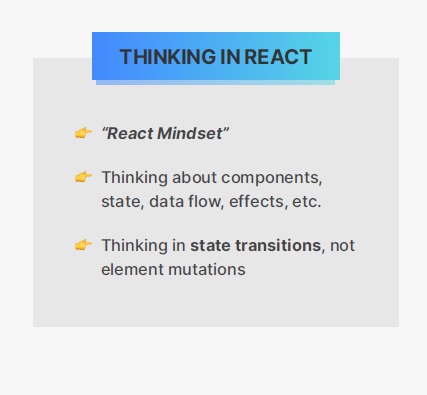 THINKING IN REACT
👉 “React Mindset”
👉 Thinking about components,
state, data flow, effects, etc.
👉 Thinking in state transitions, not
element mutations